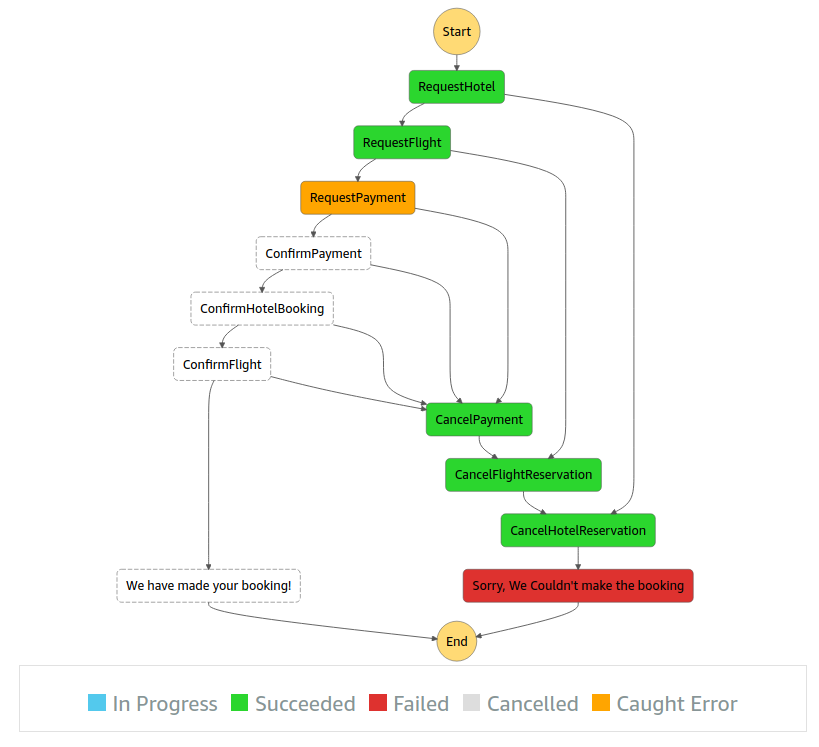 Start
RequestHotel
RequestFlight
RequestPayment
ConfirmPayment
ConfirmHotelBooking
ConfirmFlight
CancelPayment
CancelFlightReservation
CancelHotelReservation
We have made your booking!
Sorry, We Couldn't make the booking
End
In Progress
Succeeded
Failed
Cancelled
Caught Error